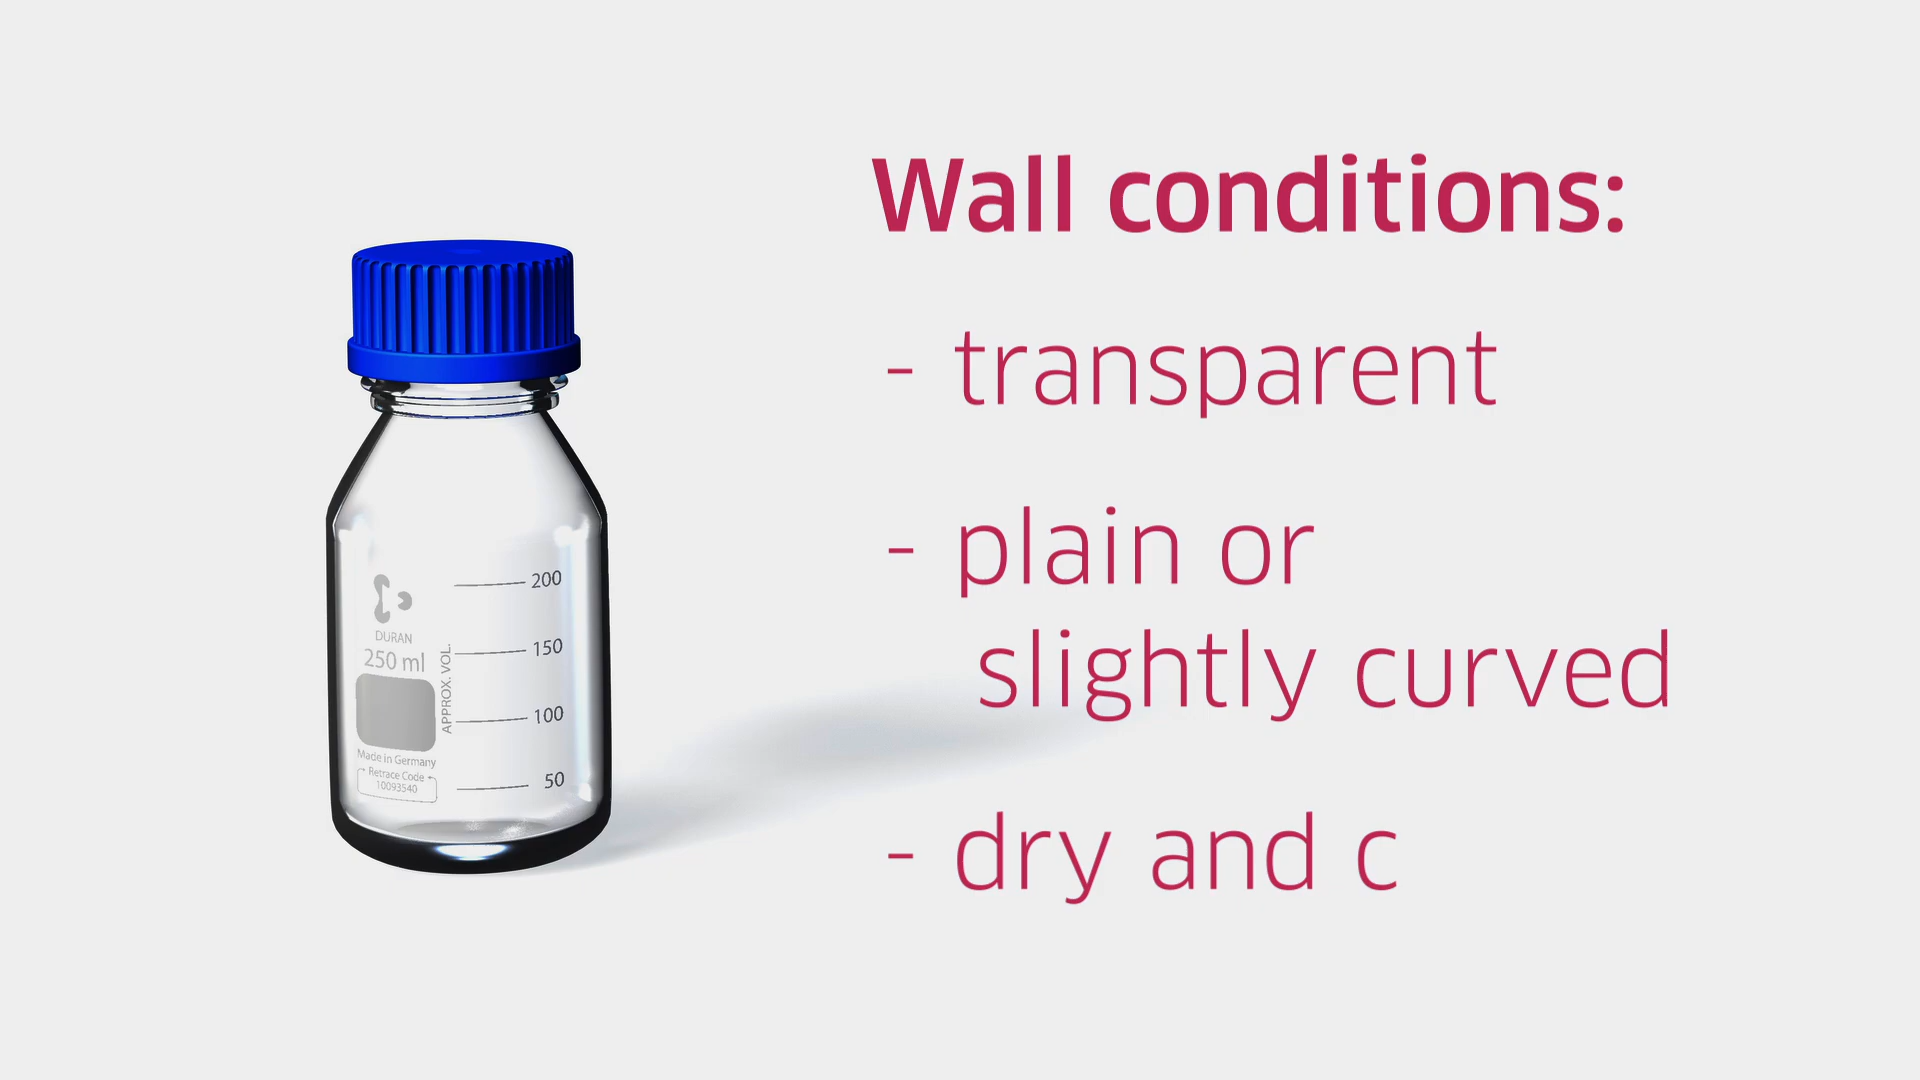 Wall conditions:
- transparent
- plain or
slightly curved
- dry and c
200
150
100
50
DURAN
250 ml
APPROX. VOL.
Made in Germany
Retrace Code
10093540